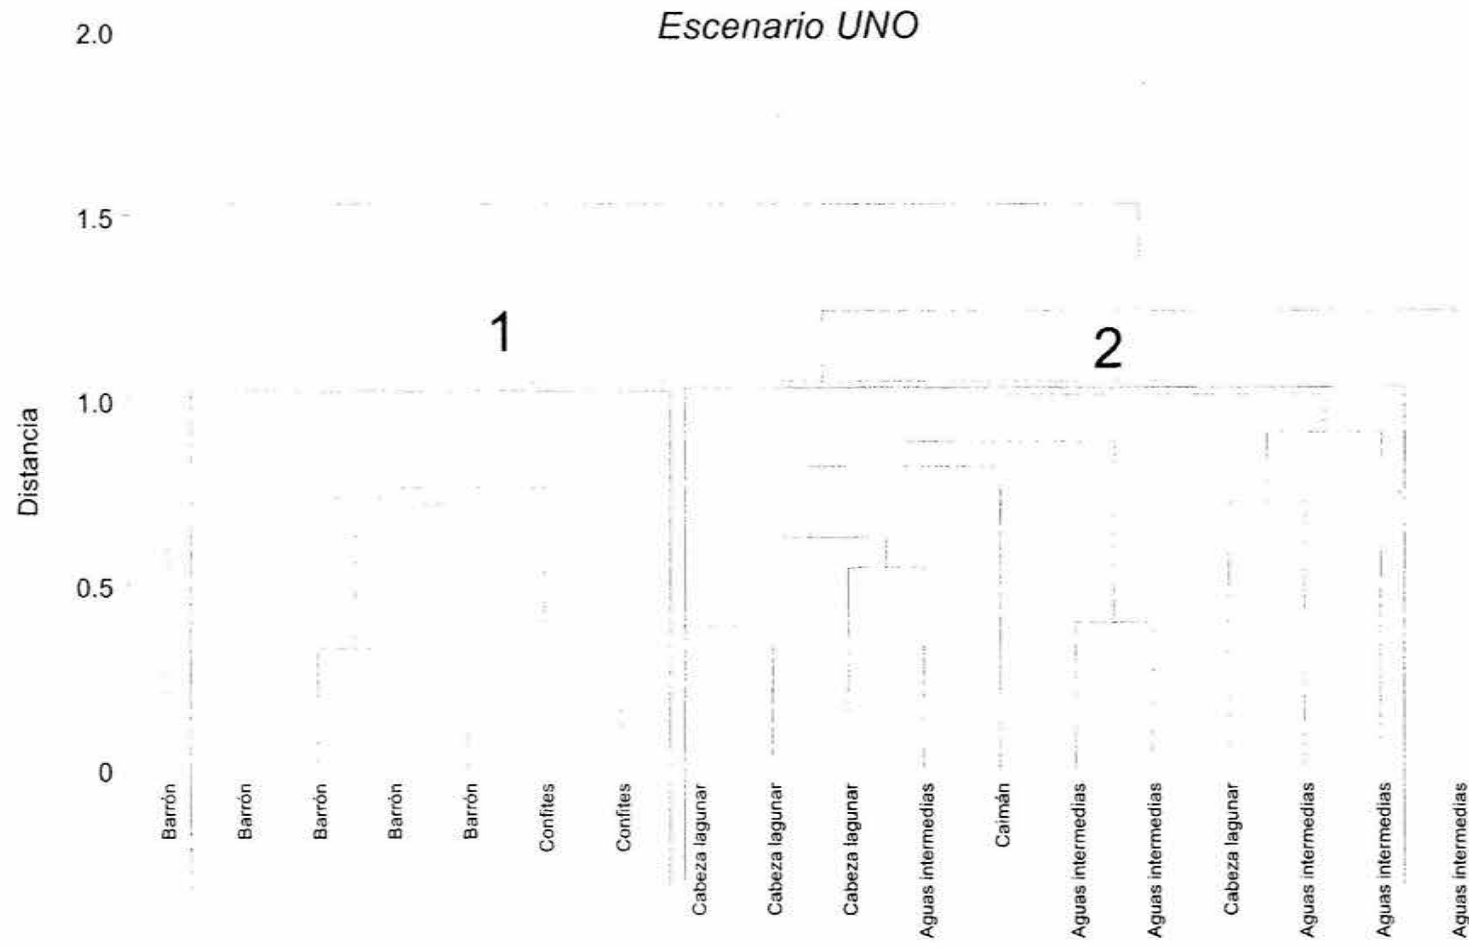 Escenario UNO
2.0
1.5
1.0
0.5
0
Distancia
1
2
Barrón
Barrón
Barrón
Barrón
Barrón
Confites
Confites
Cabeza lagunar
Cabeza lagunar
Cabeza lagunar
Aguas intermedias
Caimán
Aguas intermedias
Aguas intermedias
Cabeza lagunar
Aguas intermedias
Aguas intermedias
Aguas intermedias